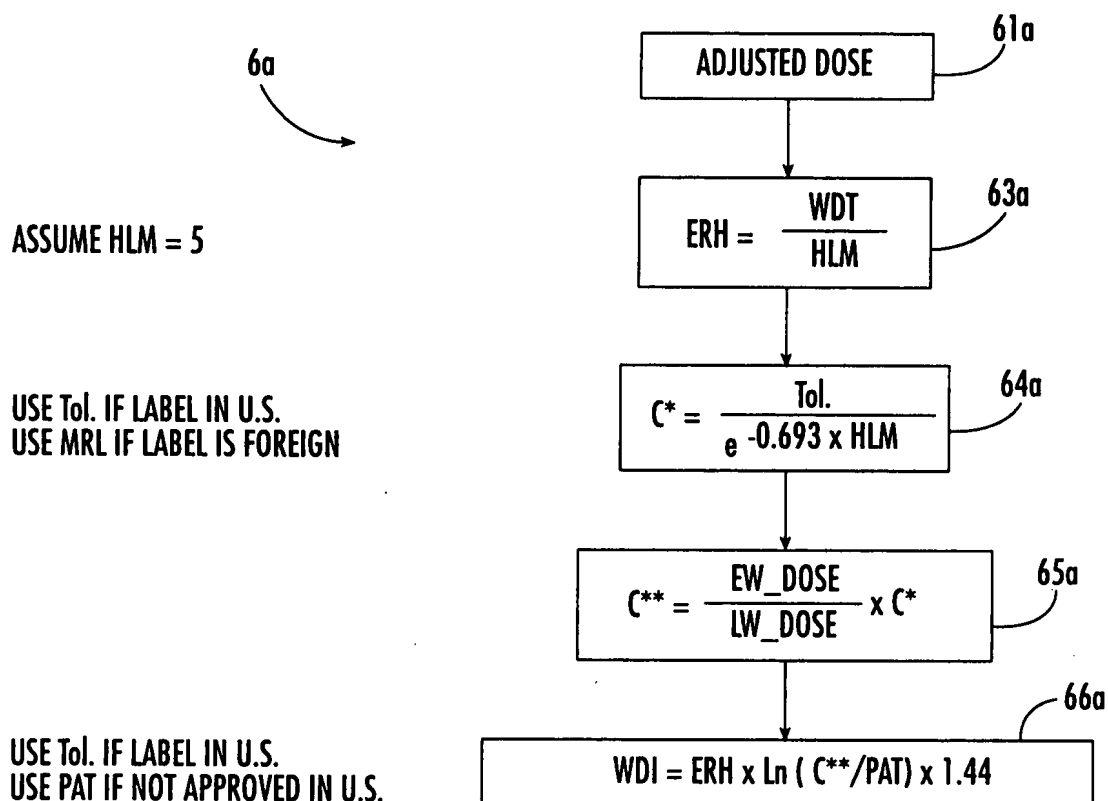 6a
61a
ADJUSTED DOSE
63a
ASSUME HLM = 5
ERH = WDT / HLM
64a
USE Tol. IF LABEL IN U.S.
USE MRL IF LABEL IS FOREIGN
C* = Tol. / e -0.693 x HLM
65a
C** = EW_DOSE / LW_DOSE x C*
66a
USE Tol. IF LABEL IN U.S.
USE PAT IF NOT APPROVED IN U.S.
WDI = ERH x Ln ( C**/PAT) x 1.44